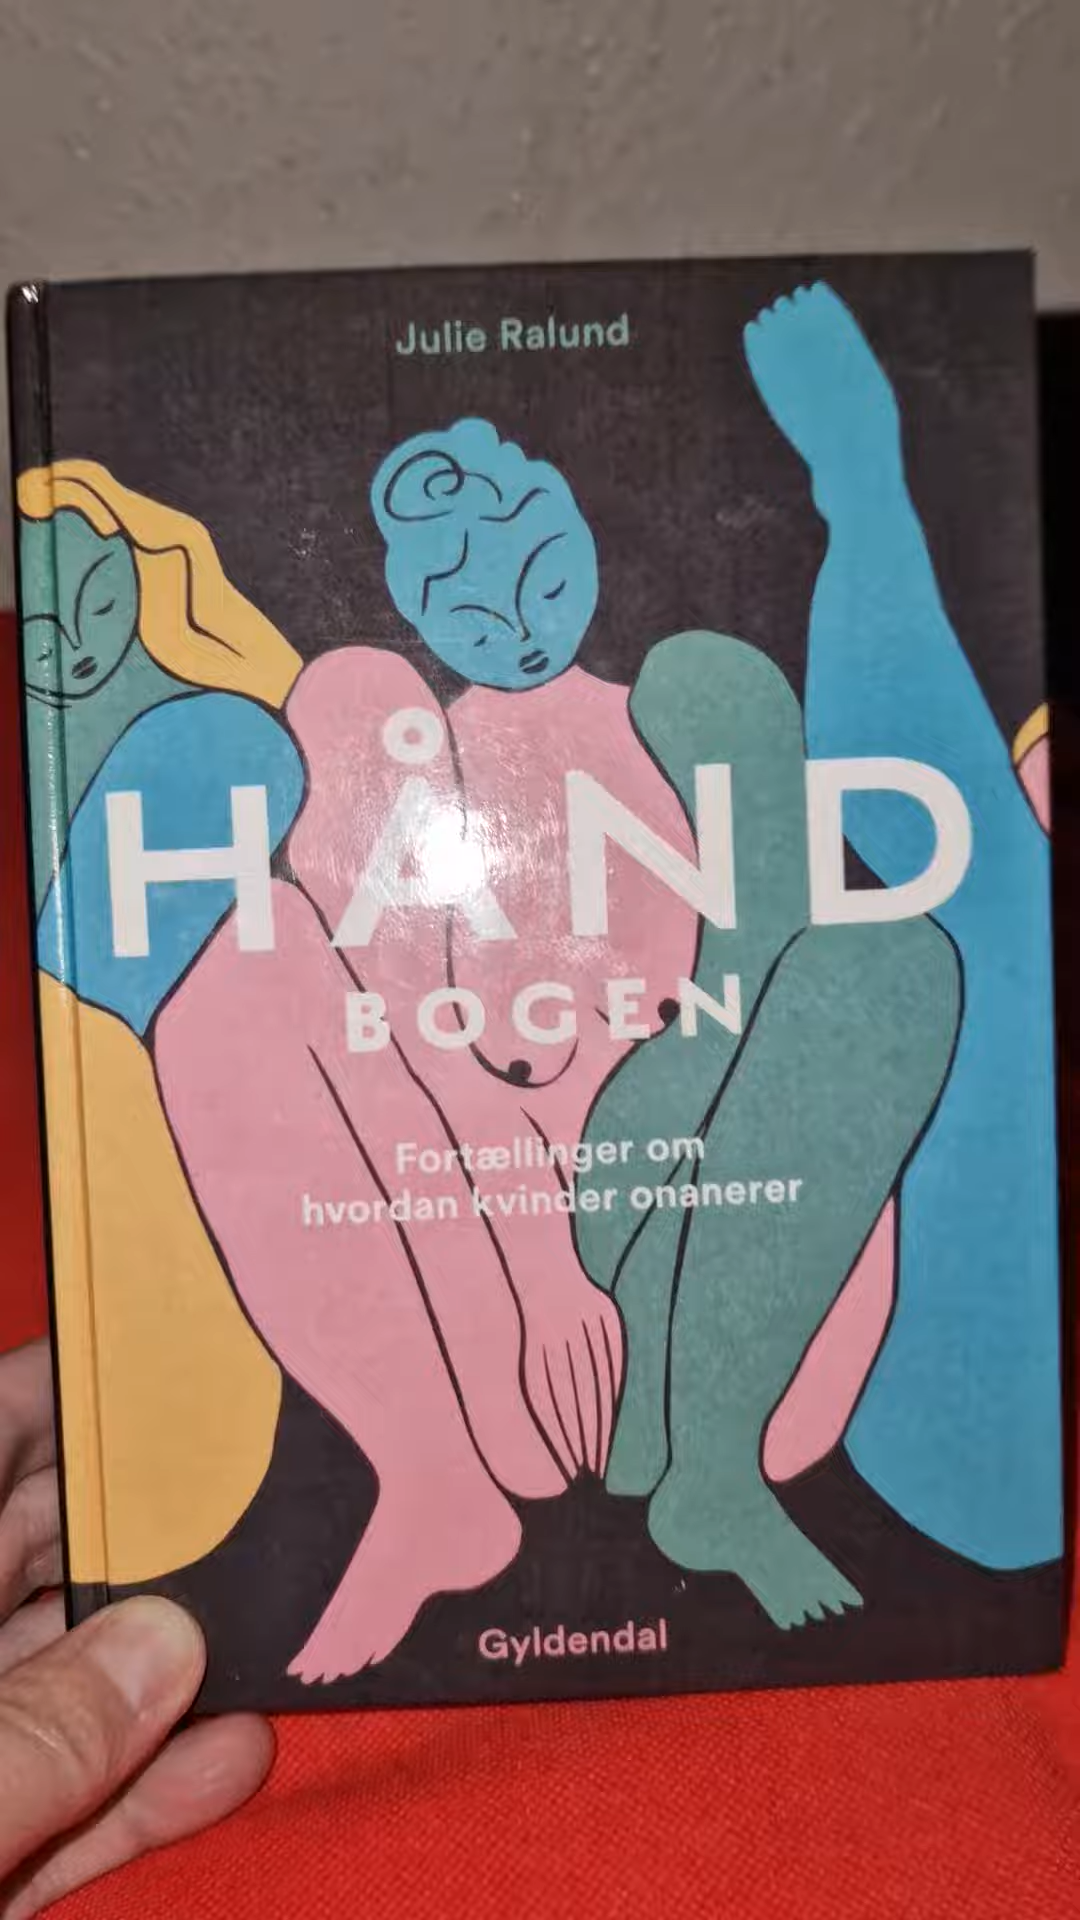 Julie Ralund
HÅND
BOGEN
Fortællinger om
hvordan kvinder onanerer
Gyldendal